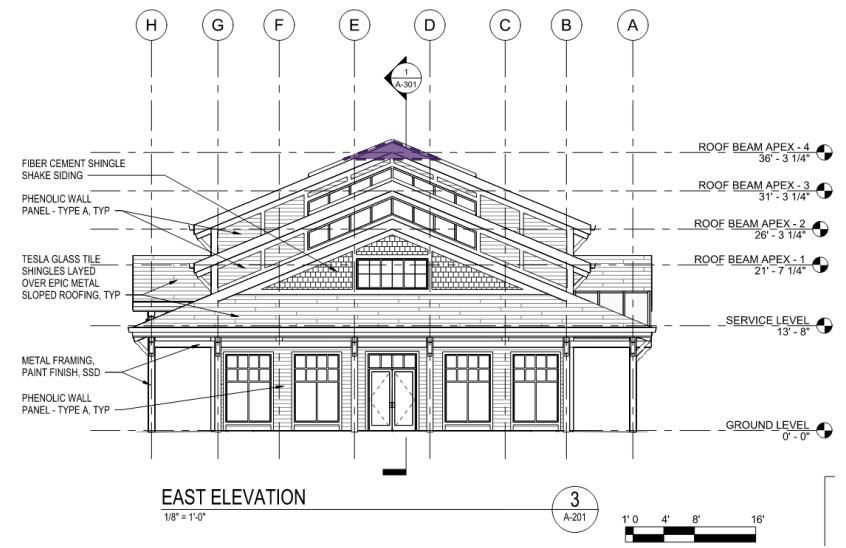 H G F E D C B A
1
A-301
ROOF BEAM APEX - 4
36' - 3 1/4"
ROOF BEAM APEX - 3
31' - 3 1/4"
ROOF BEAM APEX - 2
26' - 3 1/4"
ROOF BEAM APEX - 1
21' - 7 1/4"
SERVICE LEVEL
13' - 8"
GROUND LEVEL
0' - 0"
FIBER CEMENT SHINGLE
SHAKE SIDING
PHENOLIC WALL
PANEL - TYPE A, TYP
TESLA GLASS TILE
SHINGLES LAYED
OVER EPIC METAL
SLOPED ROOFING, TYP
METAL FRAMING,
PAINT FINISH, SSD
PHENOLIC WALL
PANEL - TYPE A, TYP
EAST ELEVATION
1/8" = 1'-0"
3
A-201
1' 0 4' 8' 16'